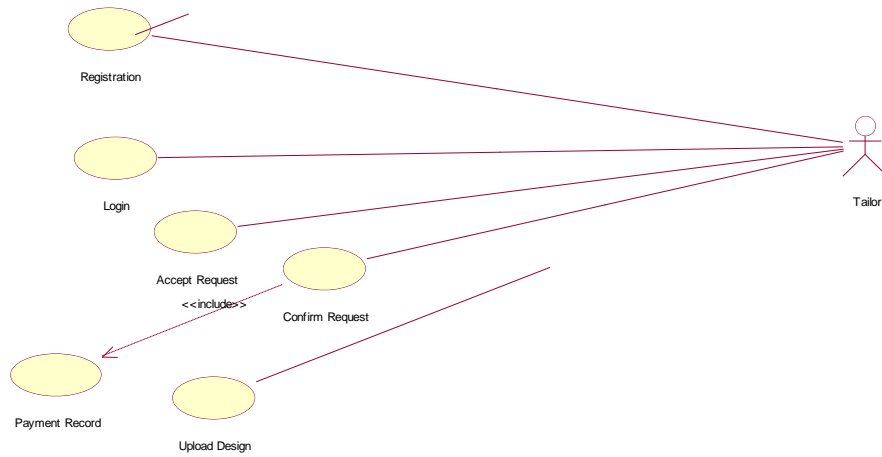 Registration
Tailor
Login
Accept Request
<<include>>
Confirm Request
Payment Record
Upload Design